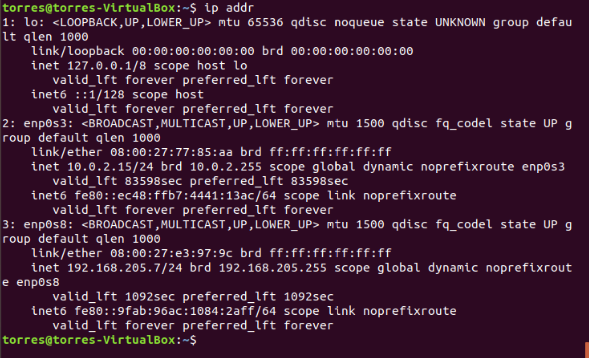 torres@torres-VirtualBox:~$ ip addr
1: lo: <LOOPBACK,UP,LOWER_UP> mtu 65536 qdisc noqueue state UNKNOWN group defau
lt qlen 1000
    link/loopback 00:00:00:00:00:00 brd 00:00:00:00:00:00
    inet 127.0.0.1/8 scope host lo
       valid_lft forever preferred_lft forever
    inet6 ::1/128 scope host
       valid_lft forever preferred_lft forever
2: enp0s3: <BROADCAST,MULTICAST,UP,LOWER_UP> mtu 1500 qdisc fq_codel state UP g
roup default qlen 1000
    link/ether 08:00:27:77:85:aa brd ff:ff:ff:ff:ff:ff
    inet 10.0.2.15/24 brd 10.0.2.255 scope global dynamic noprefixroute enp0s3
       valid_lft 83598sec preferred_lft 83598sec
    inet6 fe80::ec48:ffb7:4441:13ac/64 scope link noprefixroute
       valid_lft forever preferred_lft forever
3: enp0s8: <BROADCAST,MULTICAST,UP,LOWER_UP> mtu 1500 qdisc fq_codel state UP g
roup default qlen 1000
    link/ether 08:00:27:e3:97:9c brd ff:ff:ff:ff:ff:ff
    inet 192.168.205.7/24 brd 192.168.205.255 scope global dynamic noprefixrout
e enp0s8
       valid_lft 1092sec preferred_lft 1092sec
    inet6 fe80::9fab:96ac:1084:2aff/64 scope link noprefixroute
       valid_lft forever preferred_lft forever
torres@torres-VirtualBox:~$